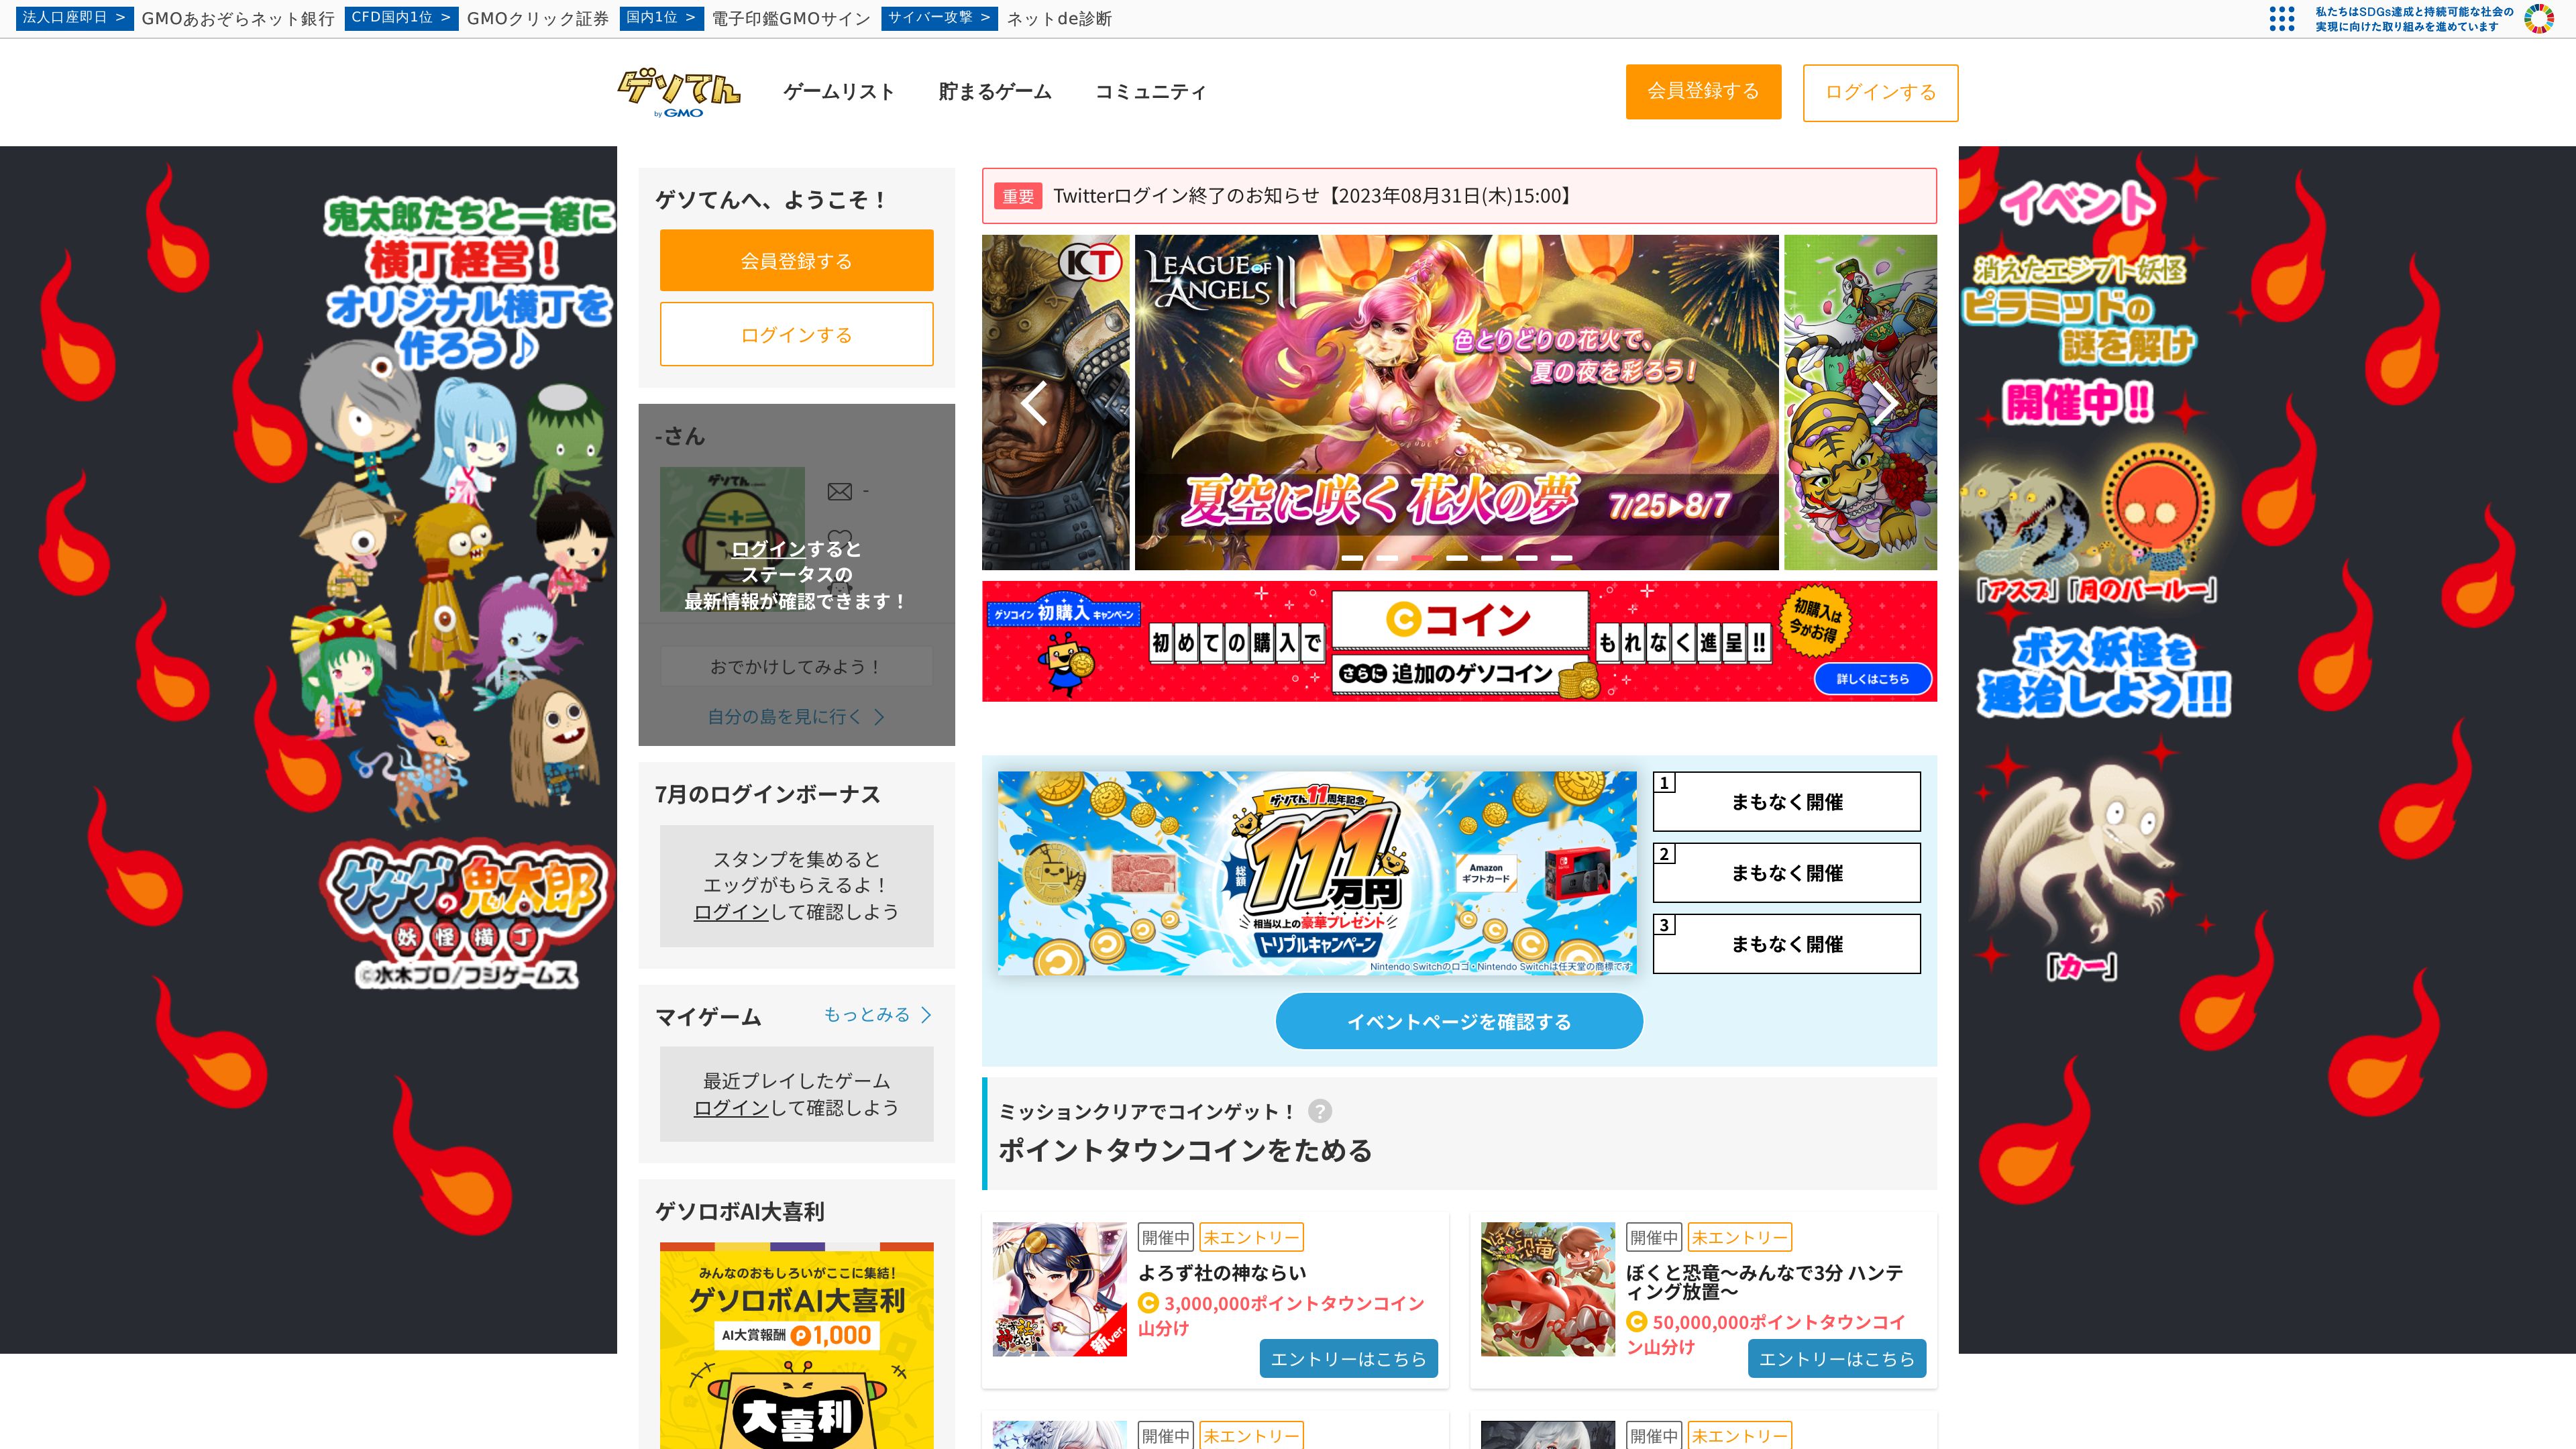 法人口座即日 > GMOあおぞらネット銀行 CFD国内1位 > GMOクリック証券 国内1位 > 電子印鑑GMOサイン サイバー攻撃 > ネットde診断
私たちはSDGs達成と持続可能な社会の
実現に向けた取り組みを進めています
ゲソてん
by GMO
ゲームリスト 貯まるゲーム コミュニティ
会員登録する ログインする
鬼太郎たちと一緒に
横丁経営！
オリジナル横丁を
作ろう♪
ゲゲゲの鬼太郎
妖怪横丁
©水木プロ/フジゲームス
ゲソてんへ、ようこそ！
会員登録する
ログインする
-さん
ゲソてん
-
ログインすると
ステータスの
最新情報が確認できます！
おでかけしてみよう！
自分の島を見に行く
7月のログインボーナス
スタンプを集めると
エッグがもらえるよ！
ログインして確認しよう
マイゲーム もっとみる
最近プレイしたゲーム
ログインして確認しよう
ゲソロボAI大喜利
みんなのおもしろいがここに集結！
ゲソロボAI大喜利
AI大賞報酬 P1,000
大喜利
重要 Twitterログイン終了のお知らせ【2023年08月31日(木)15:00】
KT
LEAGUE OF ANGELS II
色とりどりの花火で、
夏の夜を彩ろう！
夏空に咲く花火の夢 7/25▶8/7
ゲソコイン 初購入 キャンペーン
初めての購入で
Cコイン
さらに 追加のゲソコイン
もれなく進呈!!
初購入は
今がお得
詳しくはこちら
ゲソてん11周年記念
総額 111万円
相当以上の豪華プレゼント
トリプルキャンペーン
Amazon
ギフトカード
Nintendo Switchのロゴ・Nintendo Switchは任天堂の商標です
1 まもなく開催
2 まもなく開催
3 まもなく開催
イベントページを確認する
ミッションクリアでコインゲット！ ?
ポイントタウンコインをためる
開催中 未エントリー
よろず社の神ならい
C 3,000,000ポイントタウンコイン
山分け
エントリーはこちら
新ver.
よろず社の神ならい
開催中 未エントリー
ぼくと恐竜～みんなで3分 ハンテ
ィング放置～
C 50,000,000ポイントタウンコイ
ン山分け
エントリーはこちら
ぼくと恐竜
開催中 未エントリー
開催中 未エントリー
イベント
消えたエジプト妖怪
ピラミッドの
謎を解け
開催中!!
「アスプ」「月のバールー」
ボス妖怪を
退治しよう!!!
「カー」